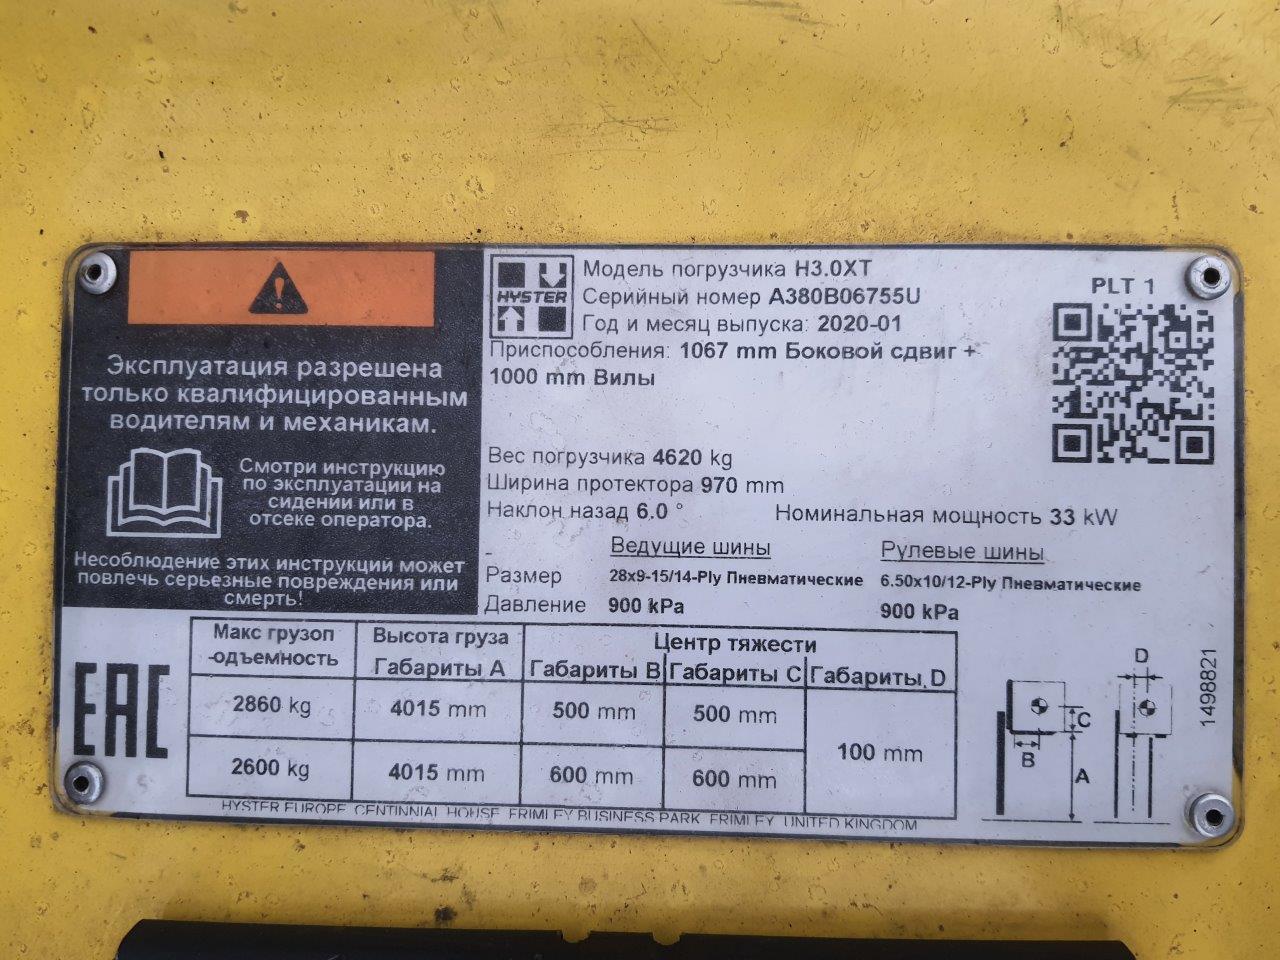 Эксплуатация разрешена
только квалифицированным
водителям и механикам.
Смотри инструкцию
по эксплуатации на
сидении или в
отсеке оператора.
Несоблюдение этих инструкций может
повлечь серьезные повреждения или
смерть!
HYSTER
Модель погрузчика H3.0XT
Серийный номер A380B06755U
Год и месяц выпуска: 2020-01
Приспособления: 1067 mm Боковой сдвиг +
1000 mm Вилы
PLT 1
Вес погрузчика 4620 kg
Ширина протектора 970 mm
Наклон назад 6.0 ° Номинальная мощность 33 kW
- Ведущие шины Рулевые шины
Размер 28x9-15/14-Ply Пневматические 6.50x10/12-Ply Пневматические
Давление 900 kPa 900 kPa
EAC
Макс грузоп Высота груза Центр тяжести
-одъемность Габариты A Габариты B Габариты C Габариты D
2860 kg 4015 mm 500 mm 500 mm 100 mm
2600 kg 4015 mm 600 mm 600 mm
HYSTER EUROPE, CENTINNIAL HOUSE, FRIMLEY BUSINESS PARK, FRIMLEY, UNITED KINGDOM
D
C
B
A
1498821